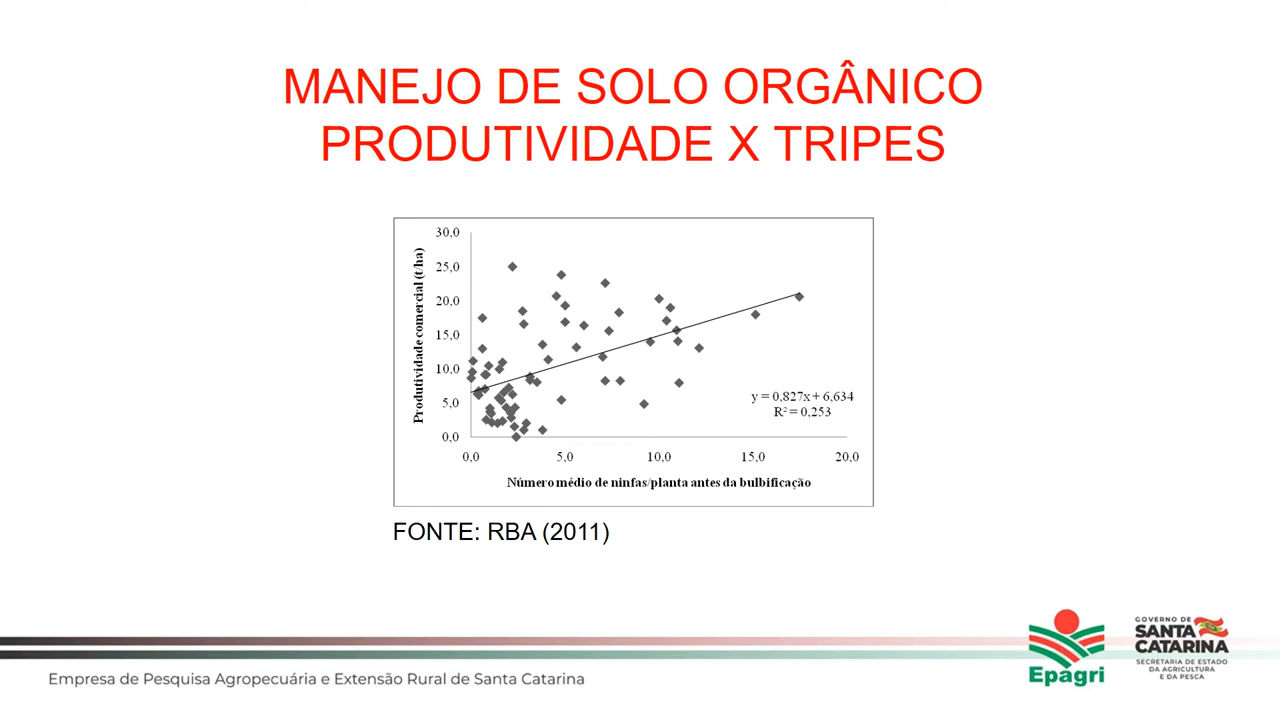 MANEJO DE SOLO ORGÂNICO
PRODUTIVIDADE X TRIPES
Produtividade comercial (t/ha)
30,0
25,0
20,0
15,0
10,0
5,0
0,0
y = 0,827x + 6,634
R² = 0,253
0,0 5,0 10,0 15,0 20,0
Número médio de ninfas/planta antes da bulbificação
FONTE: RBA (2011)
Empresa de Pesquisa Agropecuária e Extensão Rural de Santa Catarina
Epagri
GOVERNO DE
SANTA
CATARINA
SECRETARIA DE ESTADO
DA AGRICULTURA
E DA PESCA